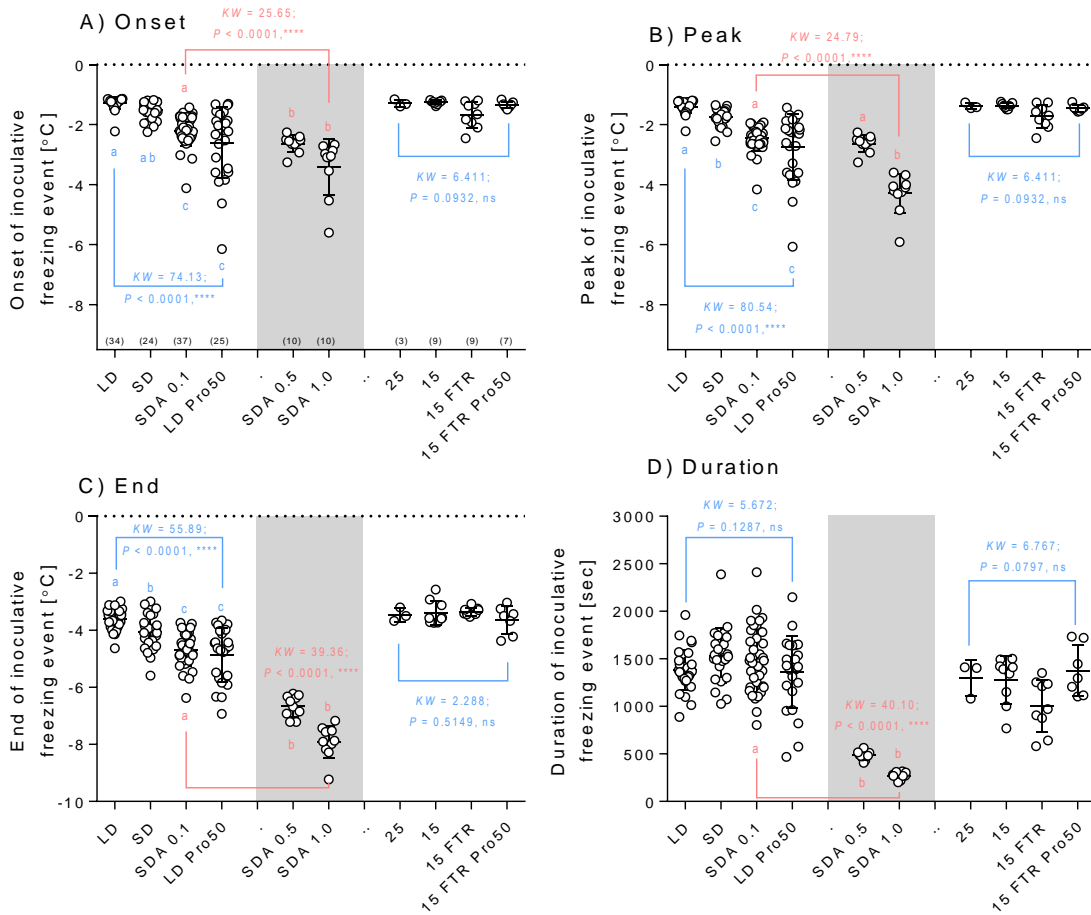 A) Onset
KW = 25.65;
P < 0.0001,****
Onset of inoculative
freezing event [°C]
0
-2
-4
-6
-8
a
ab
a
c
c
b
b
KW = 74.13;
P < 0.0001,****
KW = 6.411;
P = 0.0932, ns
(34)
(24)
(37)
(25)
(10)
(10)
(3)
(9)
(9)
(7)
LD
SD
SDA 0.1
LD Pro50
.
SDA 0.5
SDA 1.0
..
25
15
15 FTR
15 FTR Pro50
B) Peak
KW = 24.79;
P < 0.0001,****
Peak of inoculative
freezing event [°C]
0
-2
-4
-6
-8
a
b
a
c
c
a
b
KW = 80.54;
P < 0.0001,****
KW = 6.411;
P = 0.0932, ns
LD
SD
SDA 0.1
LD Pro50
.
SDA 0.5
SDA 1.0
..
25
15
15 FTR
15 FTR Pro50
C) End
KW = 55.89;
P < 0.0001, ****
End of inoculative
freezing event [°C]
0
-2
-4
-6
-8
-10
a
b
c
c
a
b
b
KW = 39.36;
P < 0.0001, ****
KW = 2.288;
P = 0.5149, ns
LD
SD
SDA 0.1
LD Pro50
.
SDA 0.5
SDA 1.0
..
25
15
15 FTR
15 FTR Pro50
D) Duration
KW = 5.672;
P = 0.1287, ns
Duration of inoculative
freezing event [sec]
3000
2500
2000
1500
1000
500
0
KW = 40.10;
P < 0.0001, ****
a
b
b
KW = 6.767;
P = 0.0797, ns
LD
SD
SDA 0.1
LD Pro50
.
SDA 0.5
SDA 1.0
..
25
15
15 FTR
15 FTR Pro50